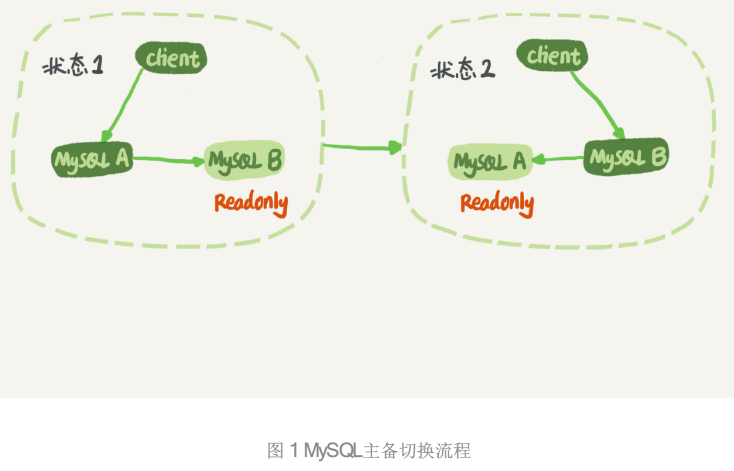 状态1
client
MySQL A
MySQL B
Readonly
状态2
client
MySQL A
MySQL B
Readonly
图 1 MySQL主备切换流程